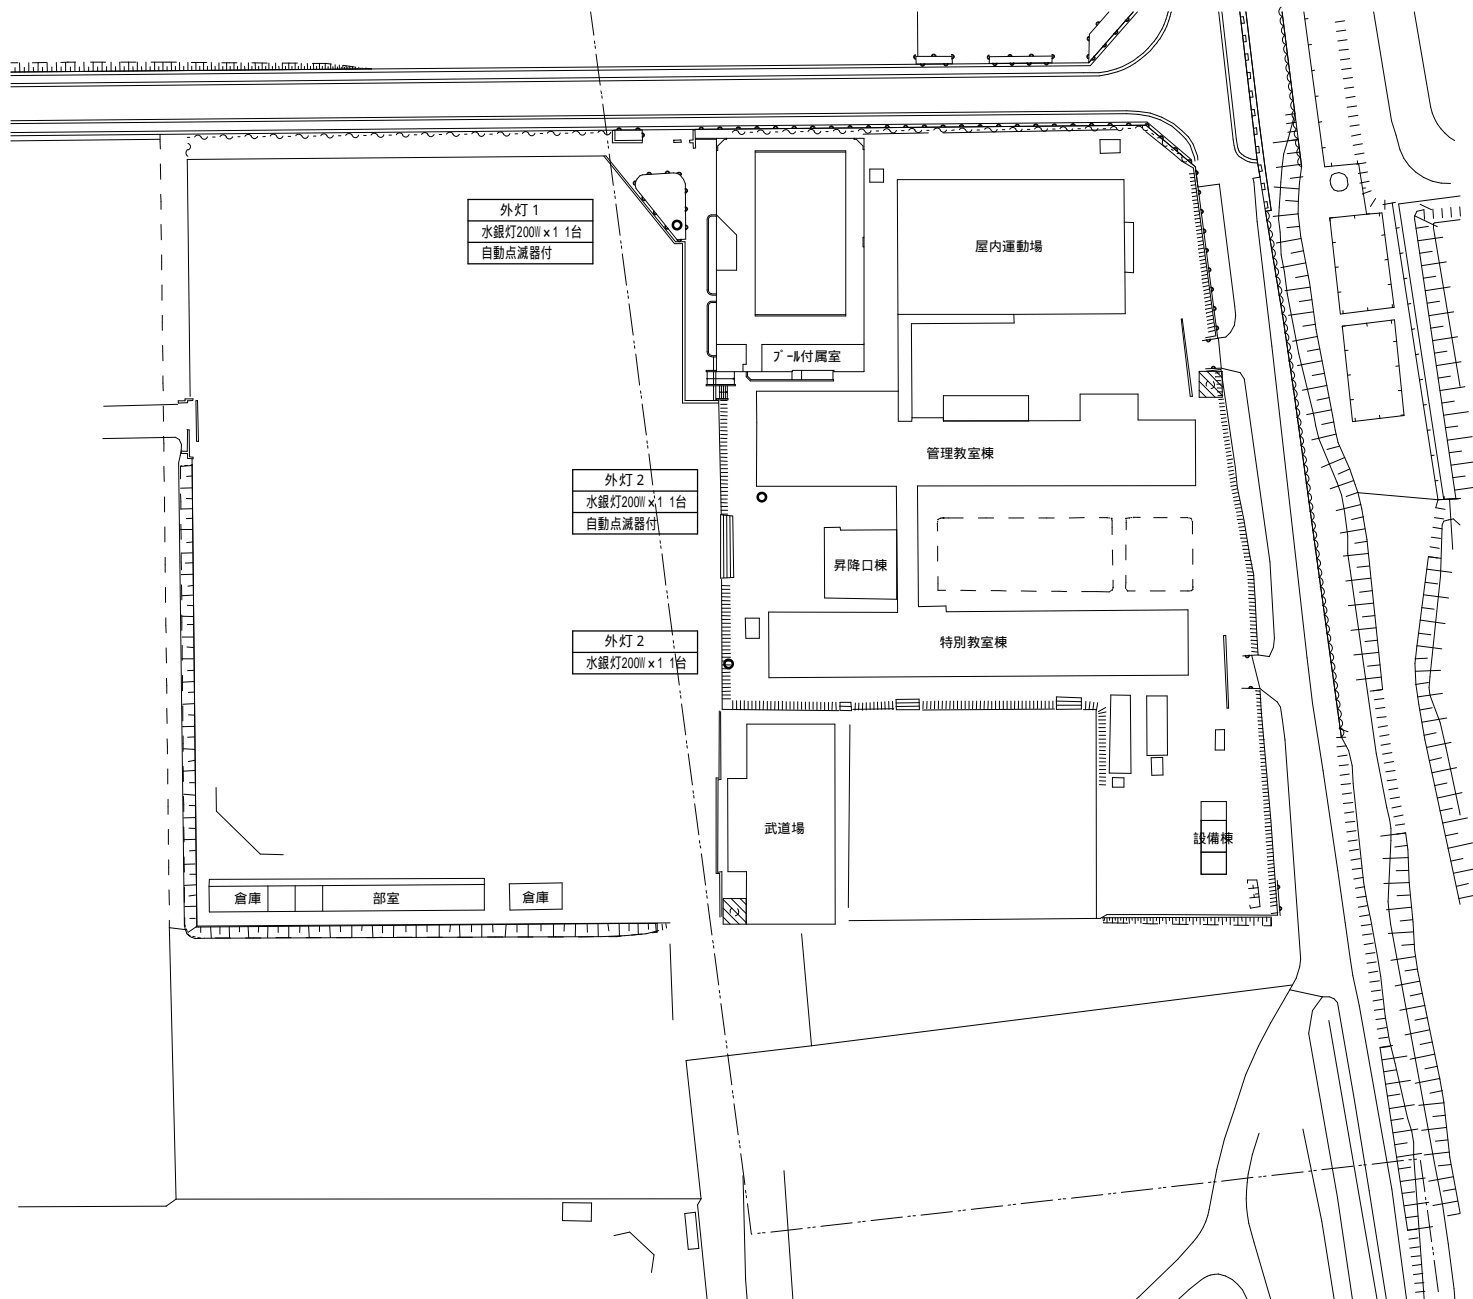 外灯1
水銀灯200W×1 1台
自動点滅器付
屋内運動場
プール付属室
管理教室棟
外灯2
水銀灯200W×1 1台
自動点滅器付
昇降口棟
外灯2
水銀灯200W×1 1台
特別教室棟
武道場
設備棟
倉庫
部室
倉庫